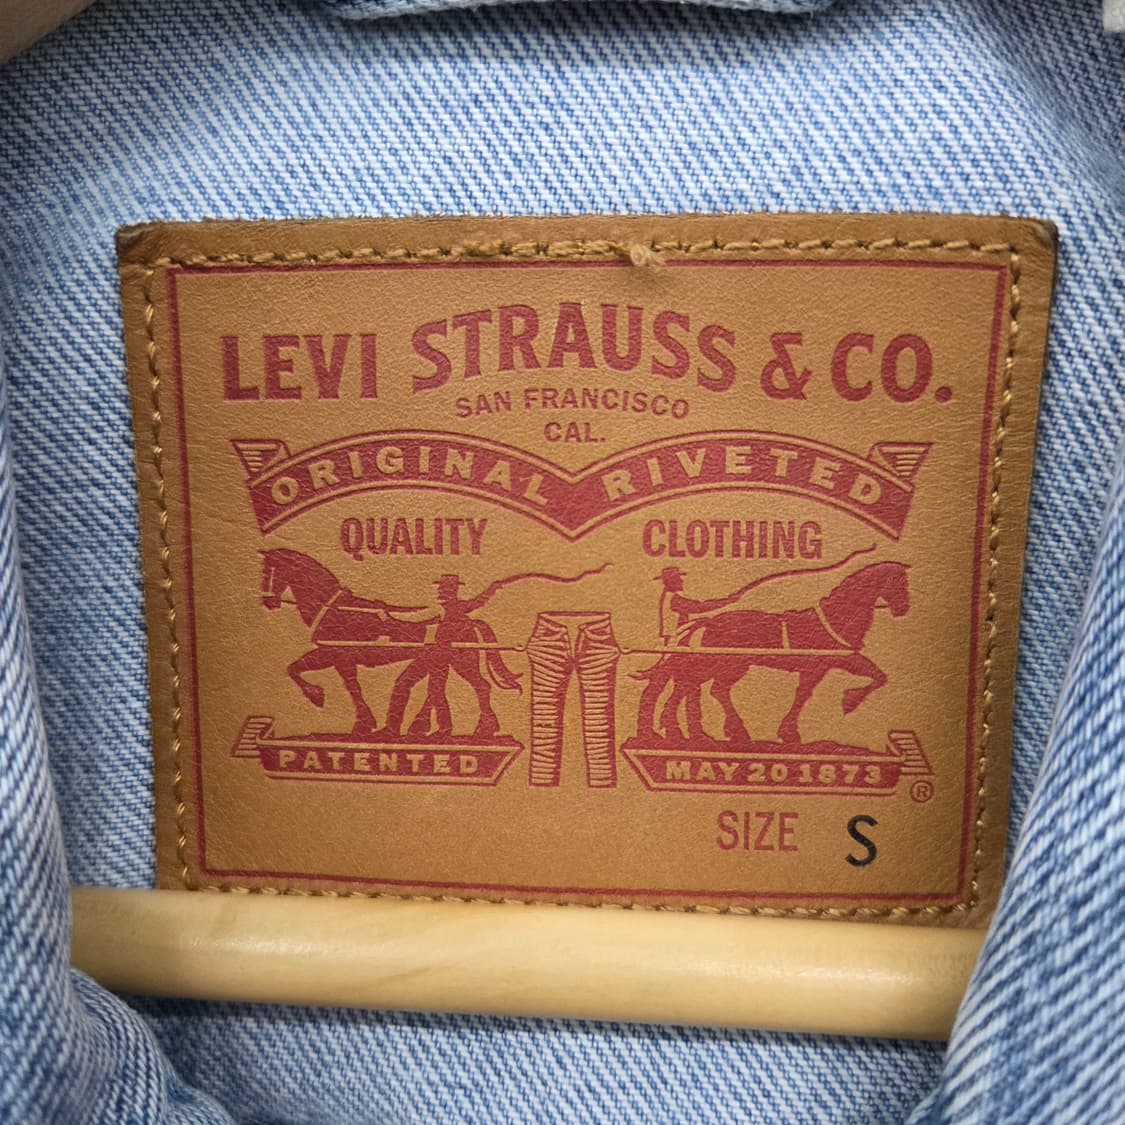 LEVI STRAUSS & CO.
SAN FRANCISCO
CAL.
ORIGINAL RIVETED
QUALITY CLOTHING
PATENTED MAY 20 1873
®
SIZE S